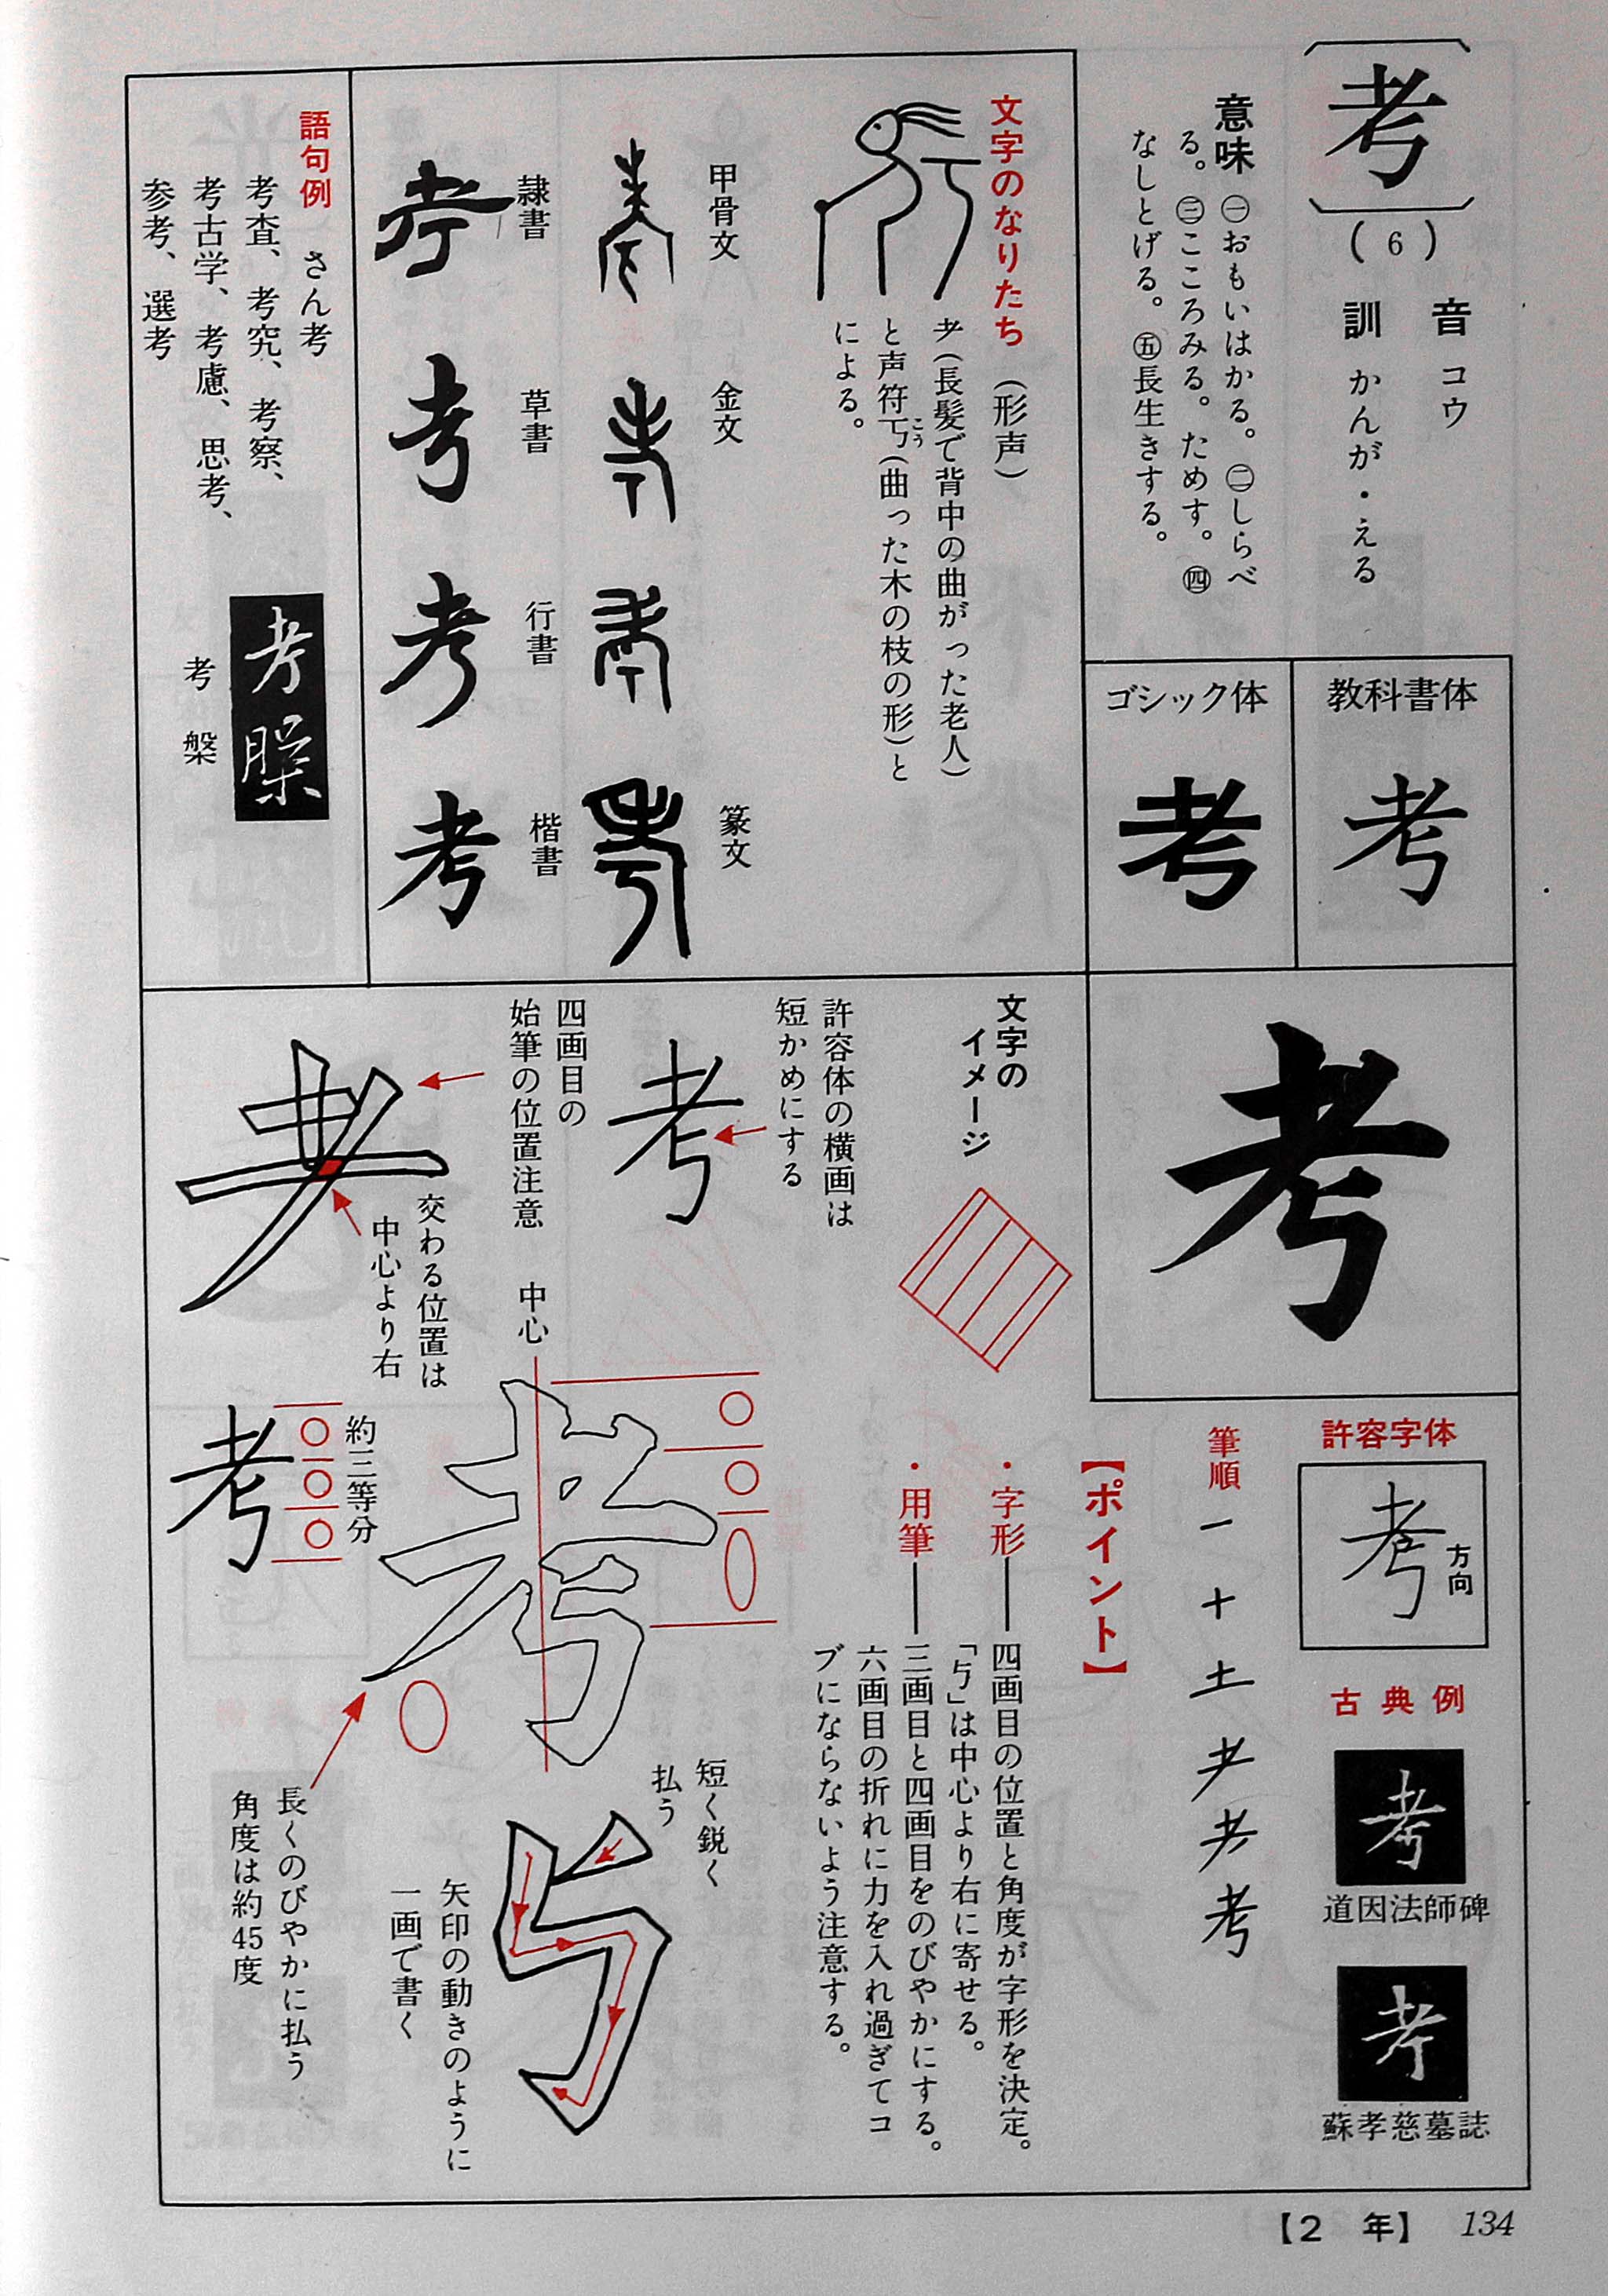 考
(6)
音 コウ
訓 かんが・える
意味 ㊀おもいはかる。㊁しらべ
る。㊂こころみる。ためす。㊃
なしとげる。㊄長生きする。
教科書体
考
ゴシック体
考
文字のなりたち (形声)
耂(長髪で背中の曲がった老人)
と声符丂(曲った木の枝の形)と
こう
による。
甲骨文
金文
篆文
隷書
草書
行書
楷書
考
考
考
考
語句例 さん考
考査、考究、考察、
考古学、考慮、思考、
参考、選考
考槃
考槃
考
文字の
イメージ
許容体の横画は
短かめにする
考
四画目の
始筆の位置注意
交わる位置は
中心より右
中心
考
約三等分
考
許容字体
考
方向
古典例
考
道因法師碑
考
蘇孝慈墓誌
筆順 一 十 土 耂 考 考
【ポイント】
・字形――四画目の位置と角度が字形を決定。
「丂」は中心より右に寄せる。
・用筆――三画目と四画目をのびやかにする。
六画目の折れに力を入れ過ぎてコ
ブにならないよう注意する。
短く鋭く
払う
矢印の動きのように
一画で書く
長くのびやかに払う
角度は約45度
【2 年】 134